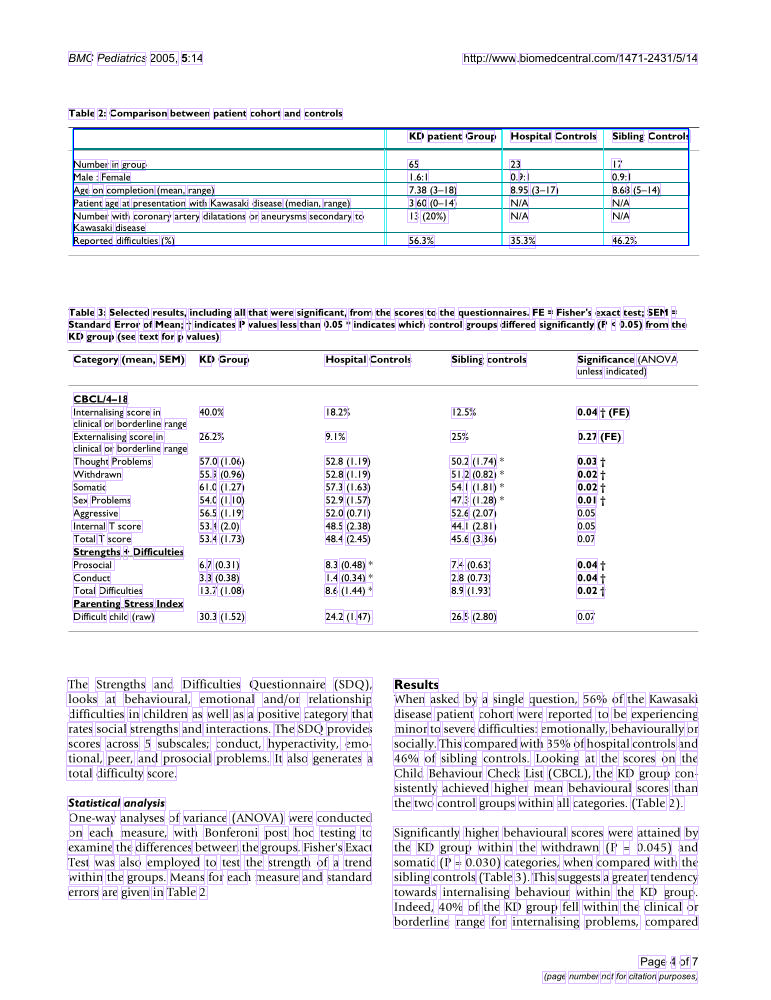 BMC Pediatrics 2005, 5:14 http://www.biomedcentral.com/1471-2431/5/14
Table 2: Comparison between patient cohort and controls
KD patient Group Hospital Controls Sibling Controls
Number in group 65 23 17
Male : Female 1.6:1 0.9:1 0.9:1
Age on completion (mean, range) 7.38 (3–18) 8.95 (3–17) 8.68 (5–14)
Patient age at presentation with Kawasaki disease (median, range) 3.60 (0–14) N/A N/A
Number with coronary artery dilatations or aneurysms secondary to 13 (20%) N/A N/A
Kawasaki disease
Reported difficulties (%) 56.3% 35.3% 46.2%
Table 3: Selected results, including all that were significant, from the scores to the questionnaires. FE = Fisher's exact test; SEM =
Standard Error of Mean; † indicates P values less than 0.05 * indicates which control groups differed significantly (P < 0.05) from the
KD group (see text for p values)
Category (mean, SEM) KD Group Hospital Controls Sibling controls Significance (ANOVA
unless indicated)
CBCL/4–18
Internalising score in 40.0% 18.2% 12.5% 0.04 † (FE)
clinical or borderline range
Externalising score in 26.2% 9.1% 25% 0.27 (FE)
clinical or borderline range
Thought Problems 57.0 (1.06) 52.8 (1.19) 50.2 (1.74) * 0.03 †
Withdrawn 55.5 (0.96) 52.8 (1.19) 51.2 (0.82) * 0.02 †
Somatic 61.0 (1.27) 57.3 (1.63) 54.1 (1.81) * 0.02 †
Sex Problems 54.0 (1.10) 52.9 (1.57) 47.3 (1.28) * 0.01 †
Aggressive 56.5 (1.19) 52.0 (0.71) 52.6 (2.07) 0.05
Internal T score 53.4 (2.0) 48.5 (2.38) 44.1 (2.81) 0.05
Total T score 53.4 (1.73) 48.4 (2.45) 45.6 (3.36) 0.07
Strengths + Difficulties
Prosocial 6.7 (0.31) 8.3 (0.48) * 7.4 (0.63) 0.04 †
Conduct 3.3 (0.38) 1.4 (0.34) * 2.8 (0.73) 0.04 †
Total Difficulties 13.7 (1.08) 8.6 (1.44) * 8.9 (1.93) 0.02 †
Parenting Stress Index
Difficult child (raw) 30.3 (1.52) 24.2 (1.47) 26.5 (2.80) 0.07
The Strengths and Difficulties Questionnaire (SDQ),
looks at behavioural, emotional and/or relationship
difficulties in children as well as a positive category that
rates social strengths and interactions. The SDQ provides
scores across 5 subscales; conduct, hyperactivity, emo-
tional, peer, and prosocial problems. It also generates a
total difficulty score.
Statistical analysis
One-way analyses of variance (ANOVA) were conducted
on each measure, with Bonferoni post hoc testing to
examine the differences between the groups. Fisher's Exact
Test was also employed to test the strength of a trend
within the groups. Means for each measure and standard
errors are given in Table 2
Results
When asked by a single question, 56% of the Kawasaki
disease patient cohort were reported to be experiencing
minor to severe difficulties: emotionally, behaviourally or
socially. This compared with 35% of hospital controls and
46% of sibling controls. Looking at the scores on the
Child Behaviour Check List (CBCL), the KD group con-
sistently achieved higher mean behavioural scores than
the two control groups within all categories. (Table 2).
Significantly higher behavioural scores were attained by
the KD group within the withdrawn (P = 0.045) and
somatic (P = 0.030) categories, when compared with the
sibling controls (Table 3). This suggests a greater tendency
towards internalising behaviour within the KD group.
Indeed, 40% of the KD group fell within the clinical or
borderline range for internalising problems, compared
Page 4 of 7
(page number not for citation purposes)